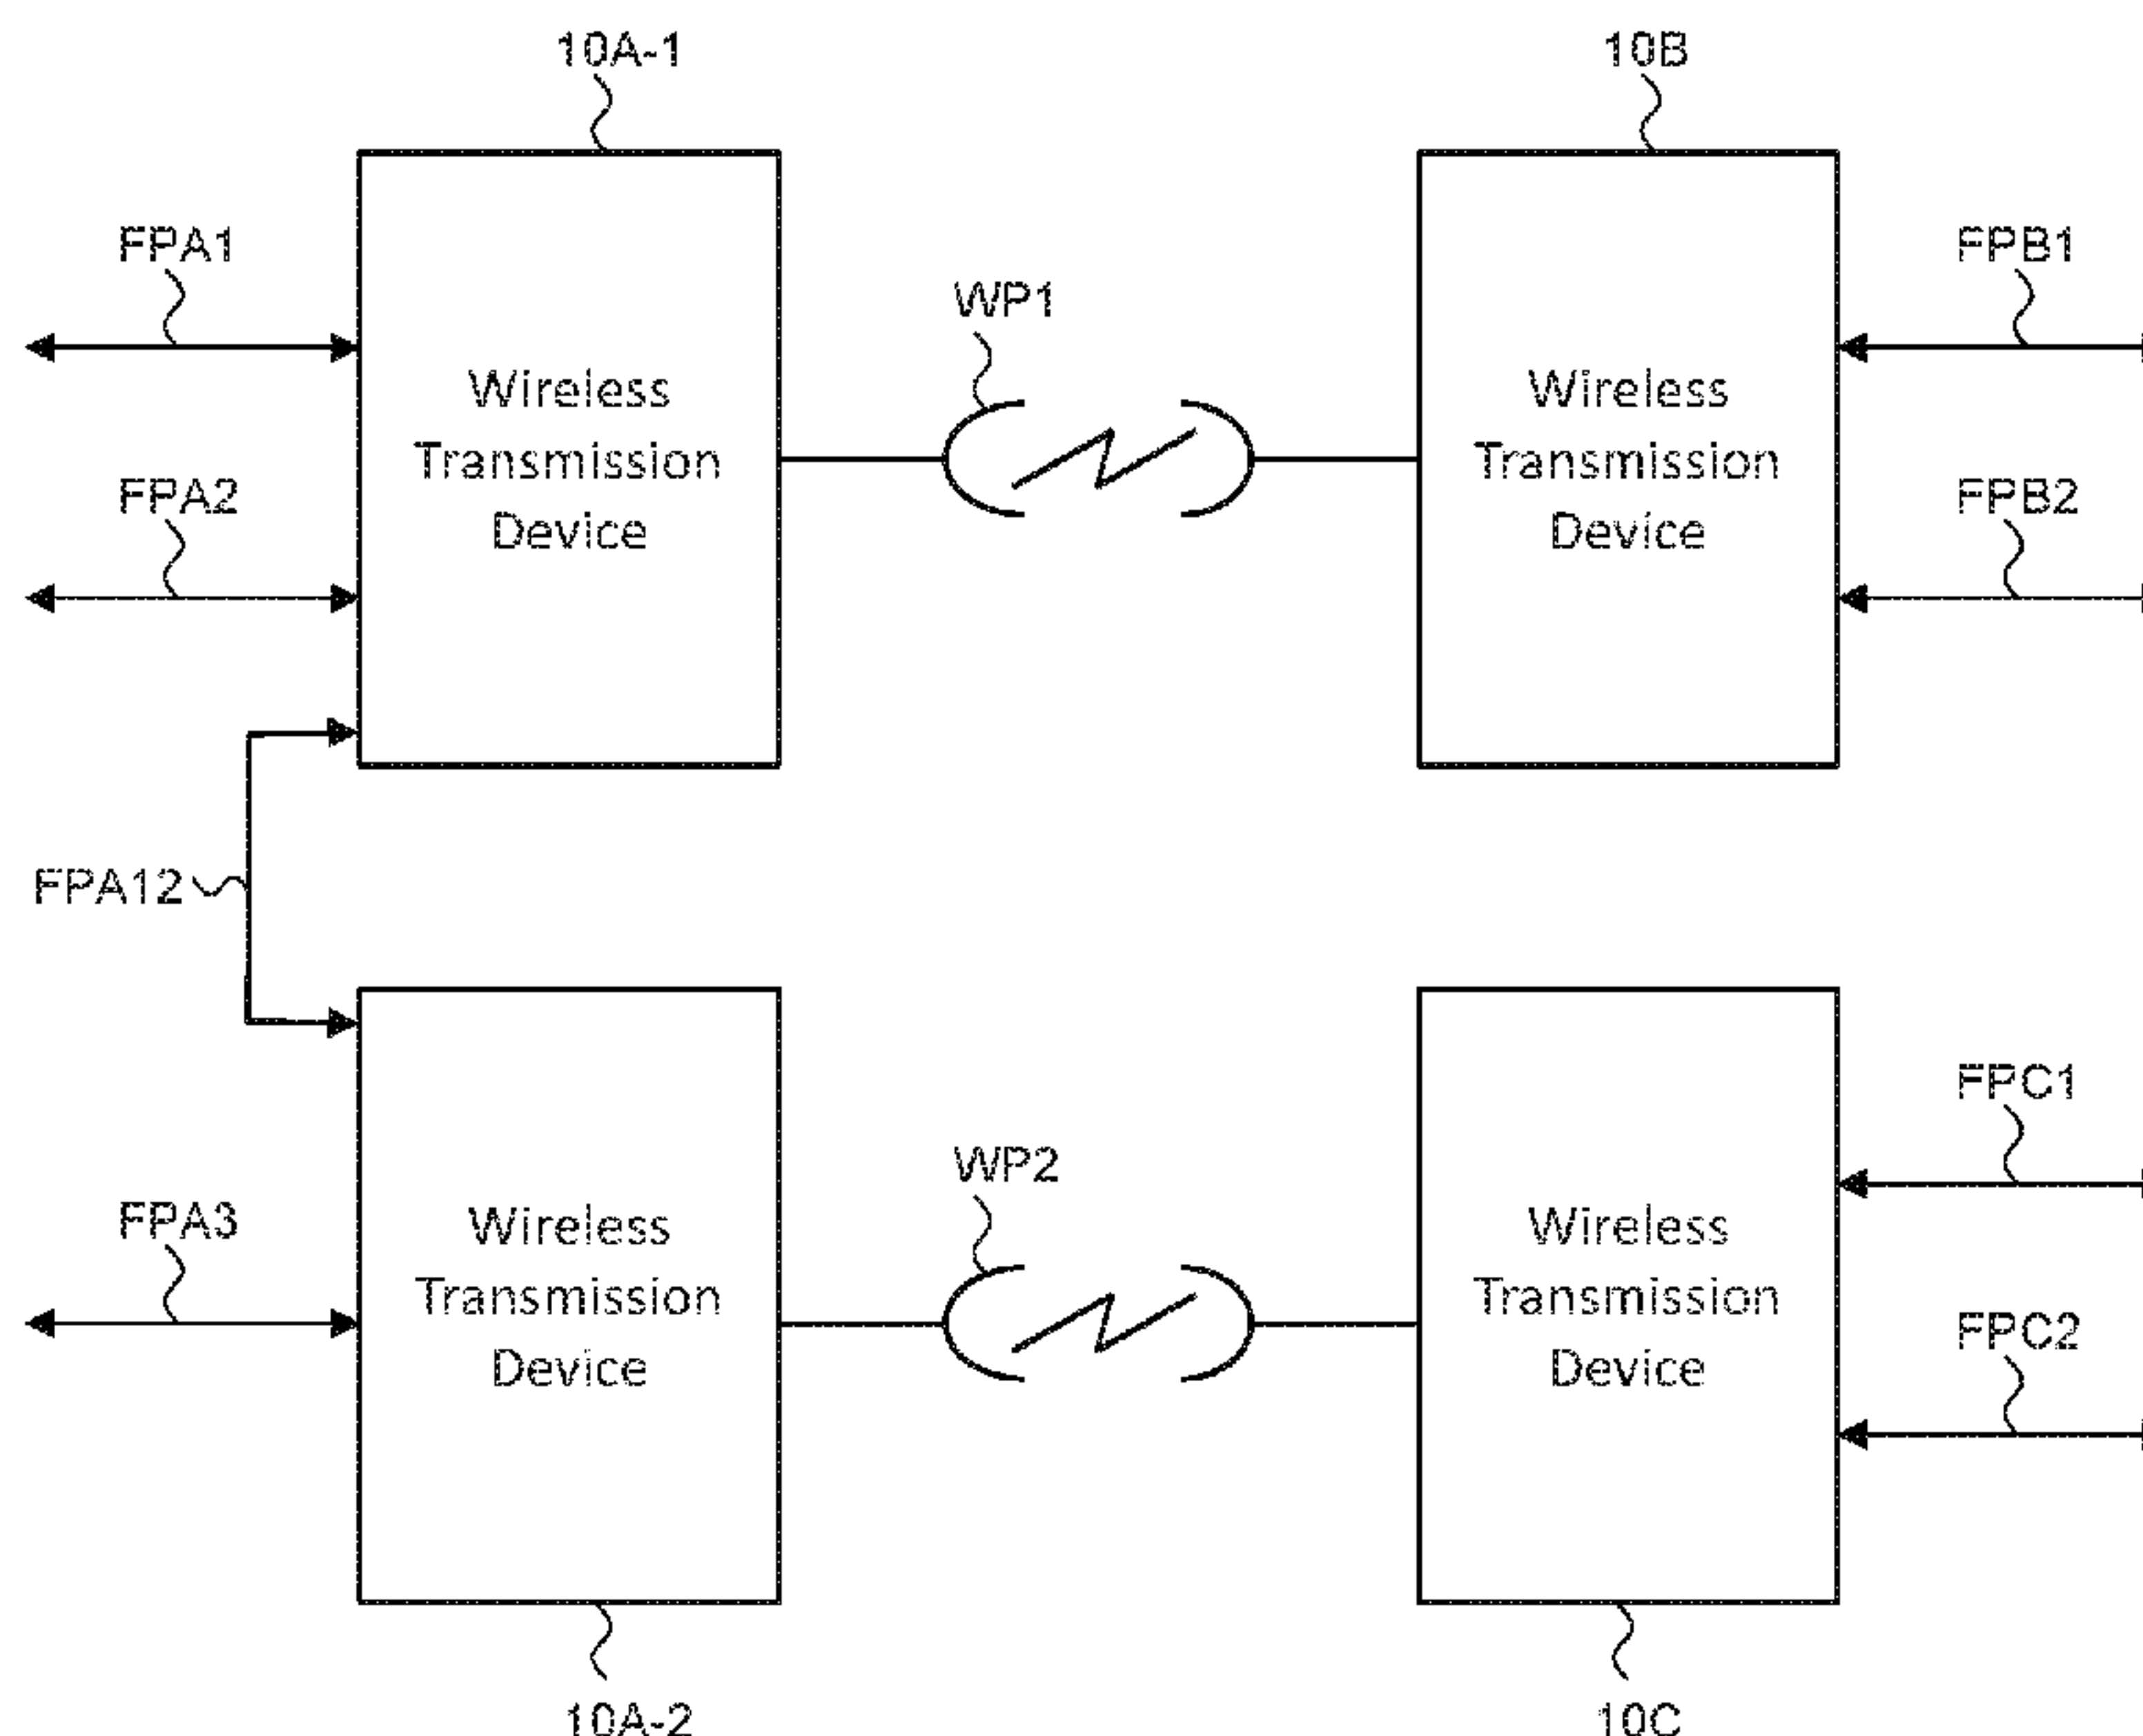 10A-1
10B
FPA1
FPB1
WP1
Wireless
Transmission
Device
Wireless
Transmission
Device
FPA2
FPB2
FPA12
FPC1
WP2
FPA3
Wireless
Transmission
Device
Wireless
Transmission
Device
FPC2
10A-2
10C